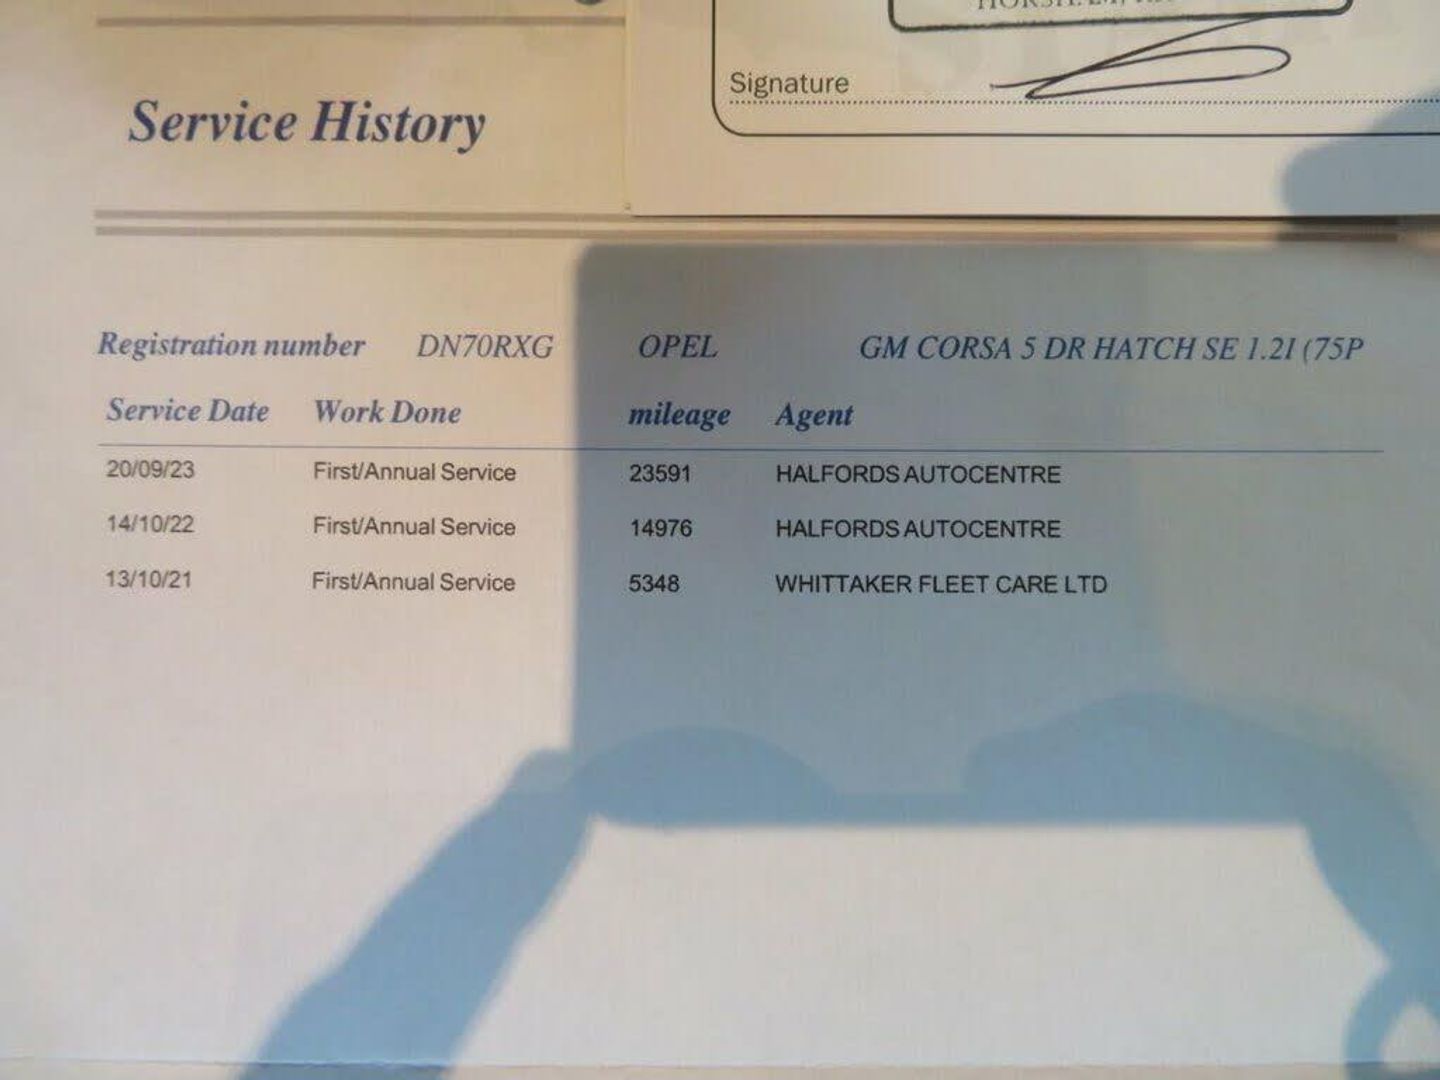 Signature
Service History
Registration number DN70RXG OPEL GM CORSA 5 DR HATCH SE 1.2I (75P
Service Date Work Done mileage Agent
20/09/23 First/Annual Service 23591 HALFORDS AUTOCENTRE
14/10/22 First/Annual Service 14976 HALFORDS AUTOCENTRE
13/10/21 First/Annual Service 5348 WHITTAKER FLEET CARE LTD